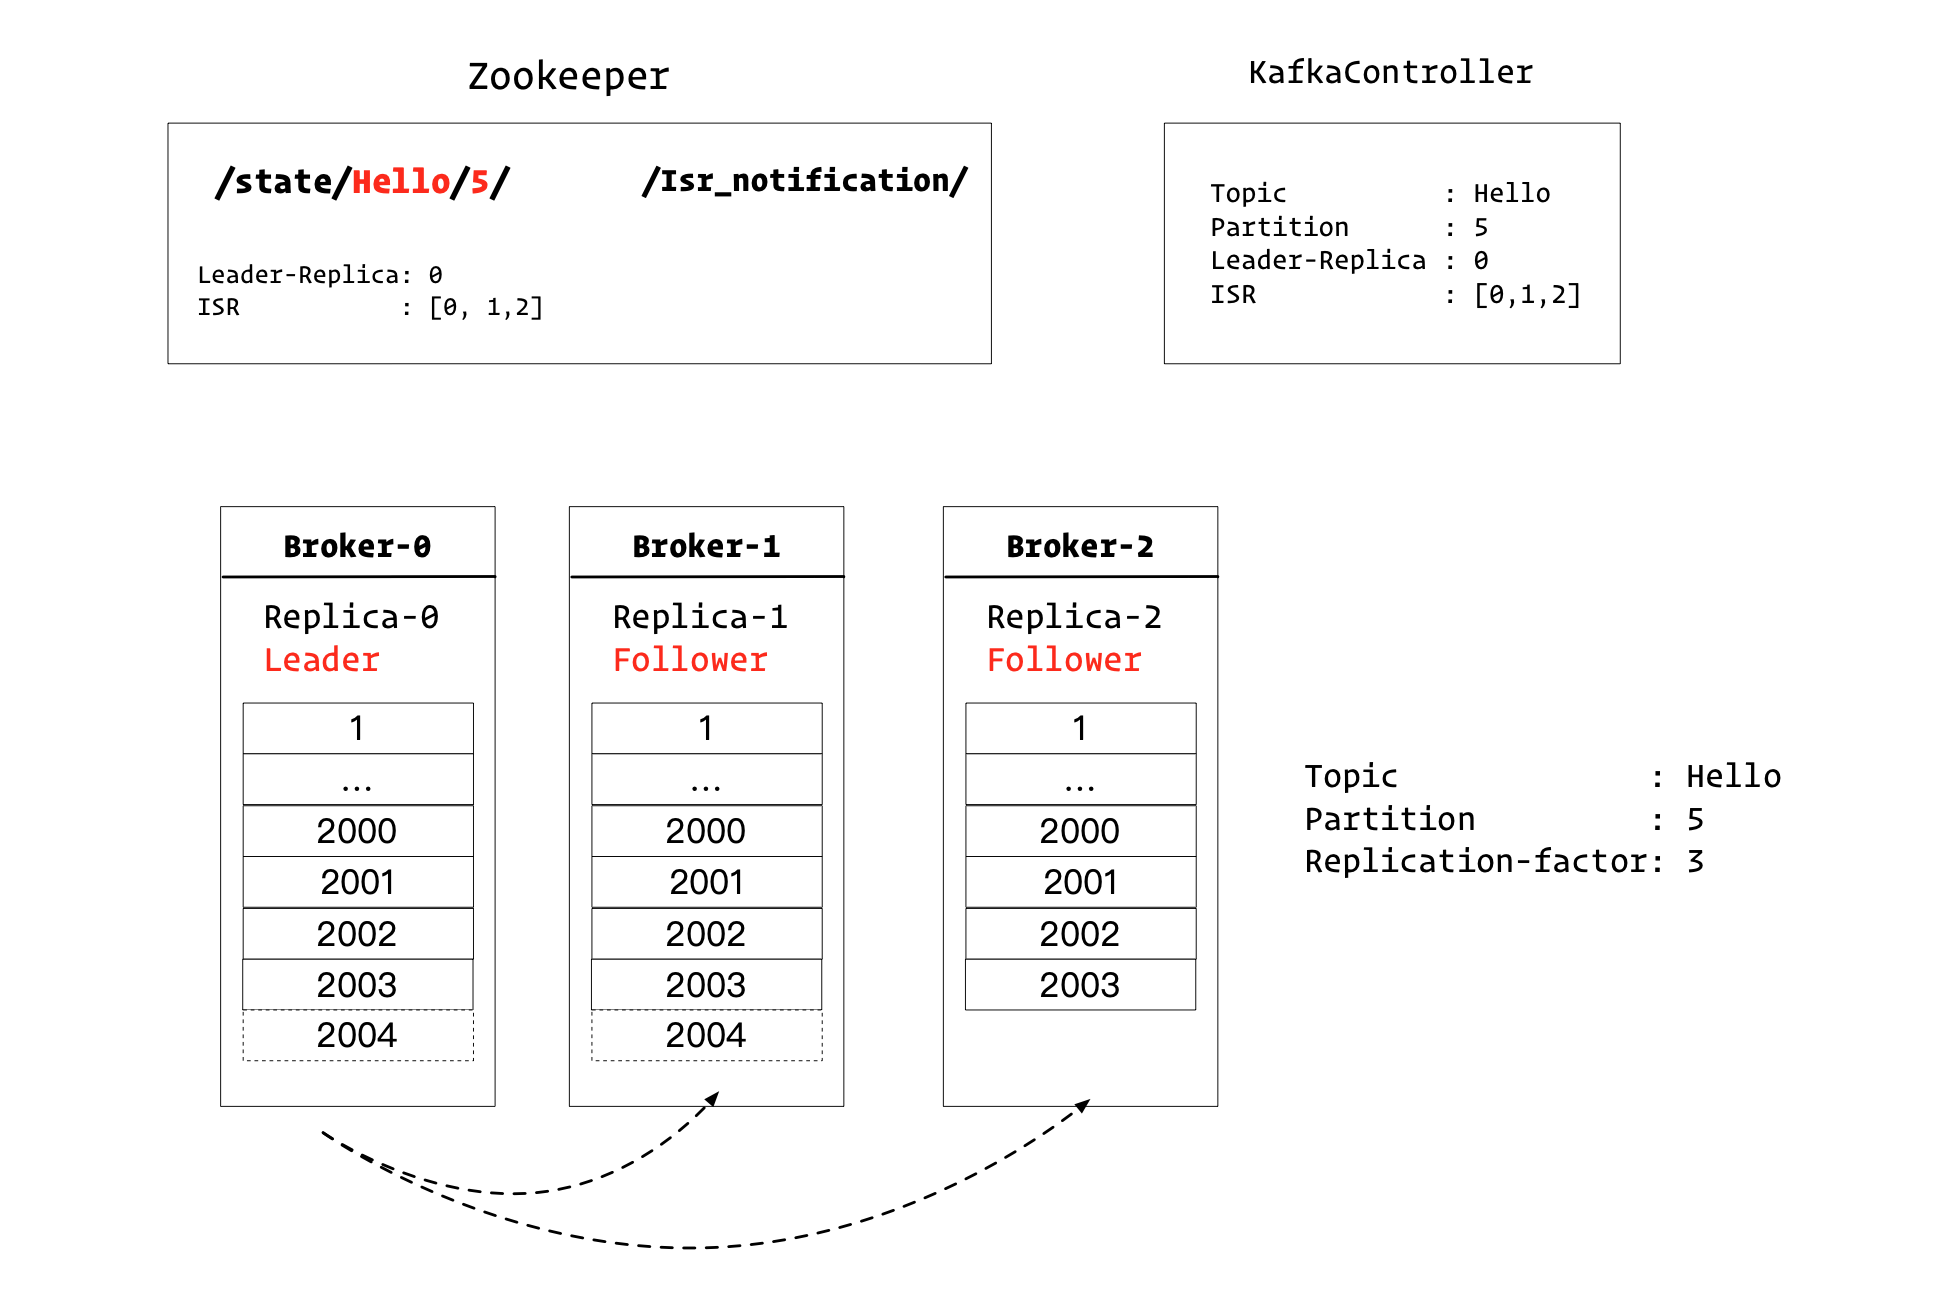 Zookeeper
/state/Hello/5/
/Isr_notification/
Leader-Replica: 0
ISR : [0, 1,2]
KafkaController
Topic : Hello
Partition : 5
Leader-Replica : 0
ISR : [0,1,2]
Broker-0
Replica-0
Leader
1
...
2000
2001
2002
2003
2004
Broker-1
Replica-1
Follower
1
...
2000
2001
2002
2003
2004
Broker-2
Replica-2
Follower
1
...
2000
2001
2002
2003
Topic : Hello
Partition : 5
Replication-factor: 3